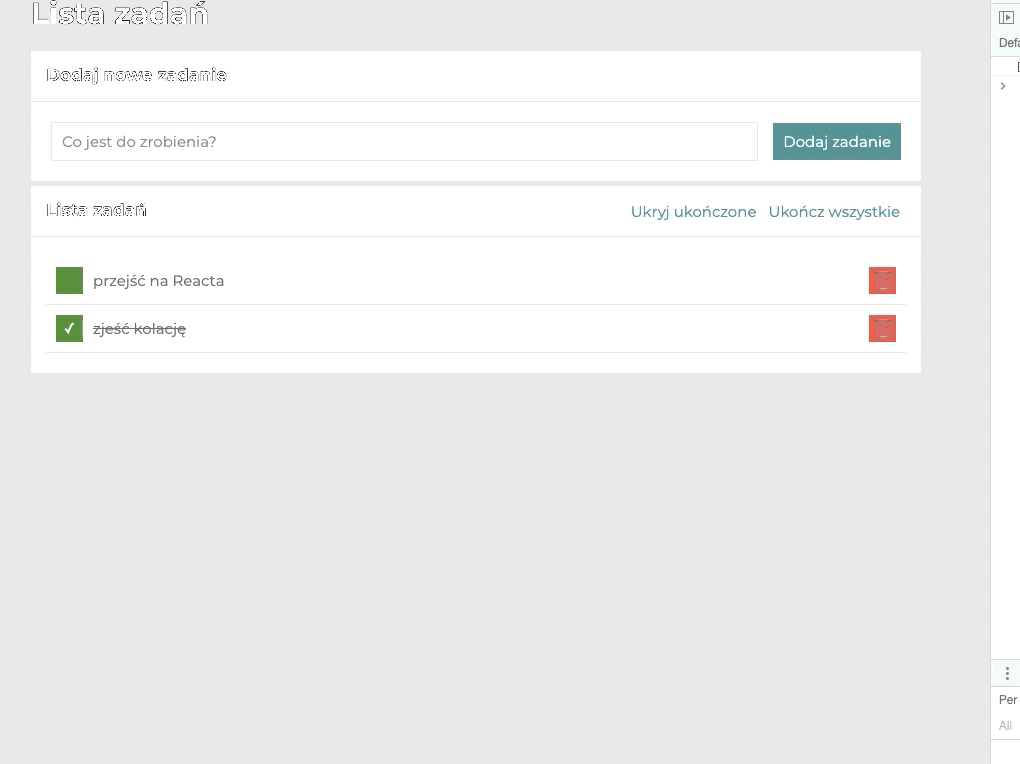 Lista zadań
Dodaj nowe zadanie
Co jest do zrobienia?
Dodaj zadanie
Lista zadań
Ukryj ukończone Ukończ wszystkie
przejść na Reacta
✓ zjeść kolację
Per
All